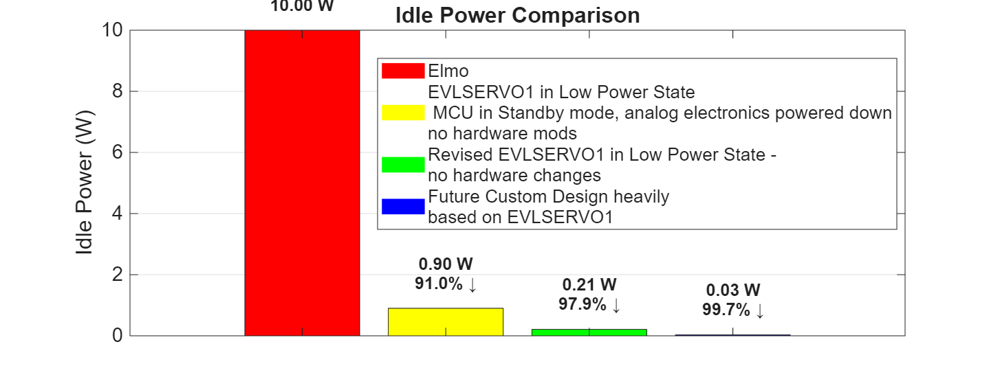 10.00 W
Idle Power Comparison
10
8
6
4
2
0
Idle Power (W)
Elmo
EVLSERVO1 in Low Power State
MCU in Standby mode, analog electronics powered down
no hardware mods
Revised EVLSERVO1 in Low Power State -
no hardware changes
Future Custom Design heavily
based on EVLSERVO1
0.90 W
91.0% ↓
0.21 W
97.9% ↓
0.03 W
99.7% ↓